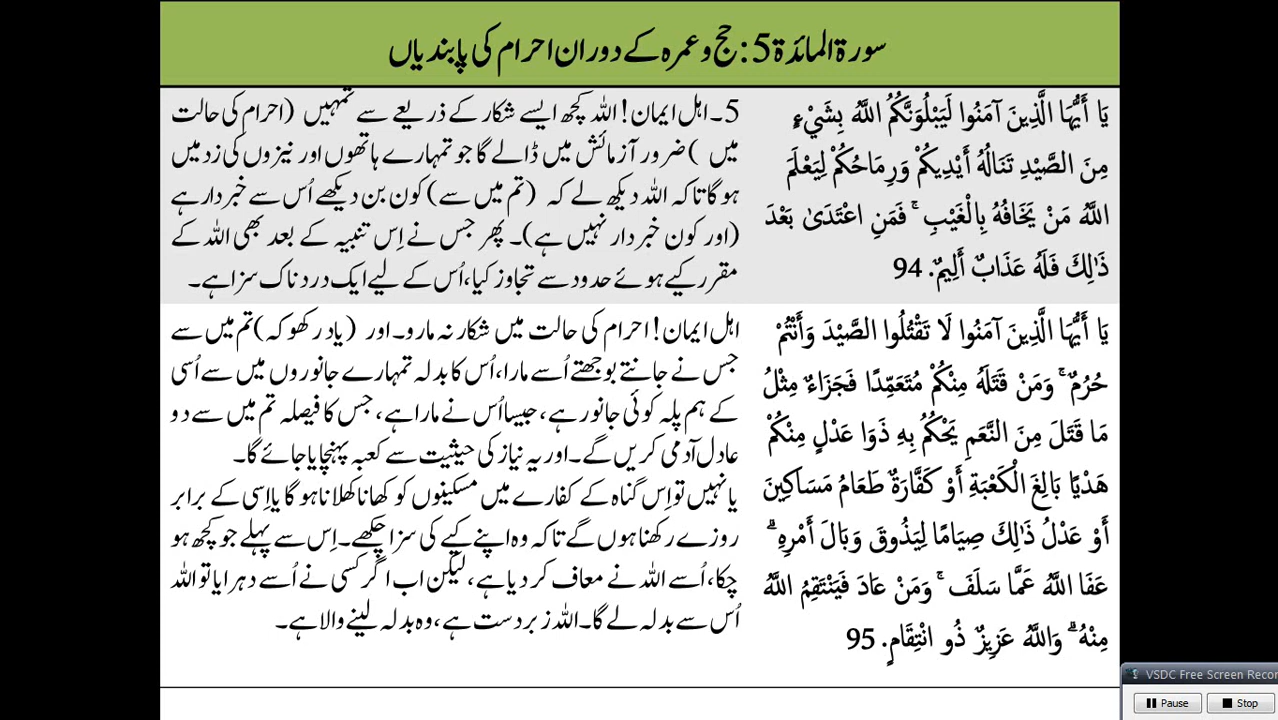 سورۃ المائدۃ 5: حج و عمرہ کے دوران احرام کی پابندیاں
يَا أَيُّهَا الَّذِينَ آمَنُوا لَيَبْلُوَنَّكُمُ اللَّهُ بِشَيْءٍ
مِنَ الصَّيْدِ تَنَالُهُ أَيْدِيكُمْ وَرِمَاحُكُمْ لِيَعْلَمَ
اللَّهُ مَنْ يَخَافُهُ بِالْغَيْبِ ۚ فَمَنِ اعْتَدَىٰ بَعْدَ
ذَٰلِكَ فَلَهُ عَذَابٌ أَلِيمٌ. 94
5۔ اہل ایمان! اللہ کچھ ایسے شکار کے ذریعے سے تمہیں (احرام کی حالت
میں) ضرور آزمائش میں ڈالے گا جو تمہارے ہاتھوں اور نیزوں کی زد میں
ہو گا تاکہ اللہ دیکھ لے کہ (تم میں سے) کون بن دیکھے اُس سے خبردار ہے
(اور کون خبردار نہیں ہے)۔ پھر جس نے اِس تنبیہ کے بعد بھی اللہ کے
مقرر کیے ہوئے حدود سے تجاوز کیا، اُس کے لیے ایک دردناک سزا ہے۔
يَا أَيُّهَا الَّذِينَ آمَنُوا لَا تَقْتُلُوا الصَّيْدَ وَأَنْتُمْ
حُرُمٌ ۚ وَمَنْ قَتَلَهُ مِنْكُمْ مُتَعَمِّدًا فَجَزَاءٌ مِثْلُ
مَا قَتَلَ مِنَ النَّعَمِ يَحْكُمُ بِهِ ذَوَا عَدْلٍ مِنْكُمْ
هَدْيًا بَالِغَ الْكَعْبَةِ أَوْ كَفَّارَةٌ طَعَامُ مَسَاكِينَ
أَوْ عَدْلُ ذَٰلِكَ صِيَامًا لِيَذُوقَ وَبَالَ أَمْرِهِ ۗ
عَفَا اللَّهُ عَمَّا سَلَفَ ۚ وَمَنْ عَادَ فَيَنْتَقِمُ اللَّهُ
مِنْهُ ۗ وَاللَّهُ عَزِيزٌ ذُو انْتِقَامٍ. 95
اہل ایمان! احرام کی حالت میں شکار نہ مارو۔ اور (یاد رکھو کہ) تم میں سے
جس نے جانتے بوجھتے اُسے مارا، اُس کا بدلہ تمہارے جانوروں میں سے اُسی
کے ہم پلہ کوئی جانور ہے، جیسا اُس نے مارا ہے، جس کا فیصلہ تم میں سے دو
عادل آدمی کریں گے۔ اور یہ نیاز کی حیثیت سے کعبہ پہنچایا جائے گا۔
یا نہیں تو اِس گناہ کے کفارے میں مسکینوں کو کھانا کھلانا ہو گا یا اِسی کے برابر
روزے رکھنا ہوں گے تاکہ وہ اپنے کیے کی سزا چکھے۔ اِس سے پہلے جو کچھ ہو
چکا، اُسے اللہ نے معاف کر دیا ہے، لیکن اب اگر کسی نے اُسے دہرایا تو اللہ
اُس سے بدلہ لے گا۔ اللہ زبردست ہے، وہ بدلہ لینے والا ہے۔
VSDC Free Screen Recor
Pause Stop